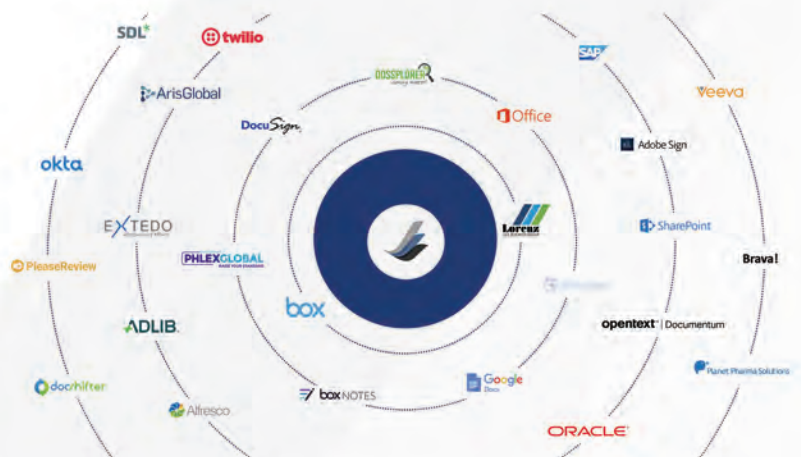 SDL*
twilio
SAP
DOSSPLORER
ArisGlobal
Veeva
Office
DocuSign
Adobe Sign
okta
EXTEDO
Lorenz
SharePoint
PHLEXGLOBAL
PleaseReview
Brava!
box
ADLIB
opentext™ | Documentum
Planet Pharma Solutions
docshifter
Google
Docs
box NOTES
Alfresco
ORACLE